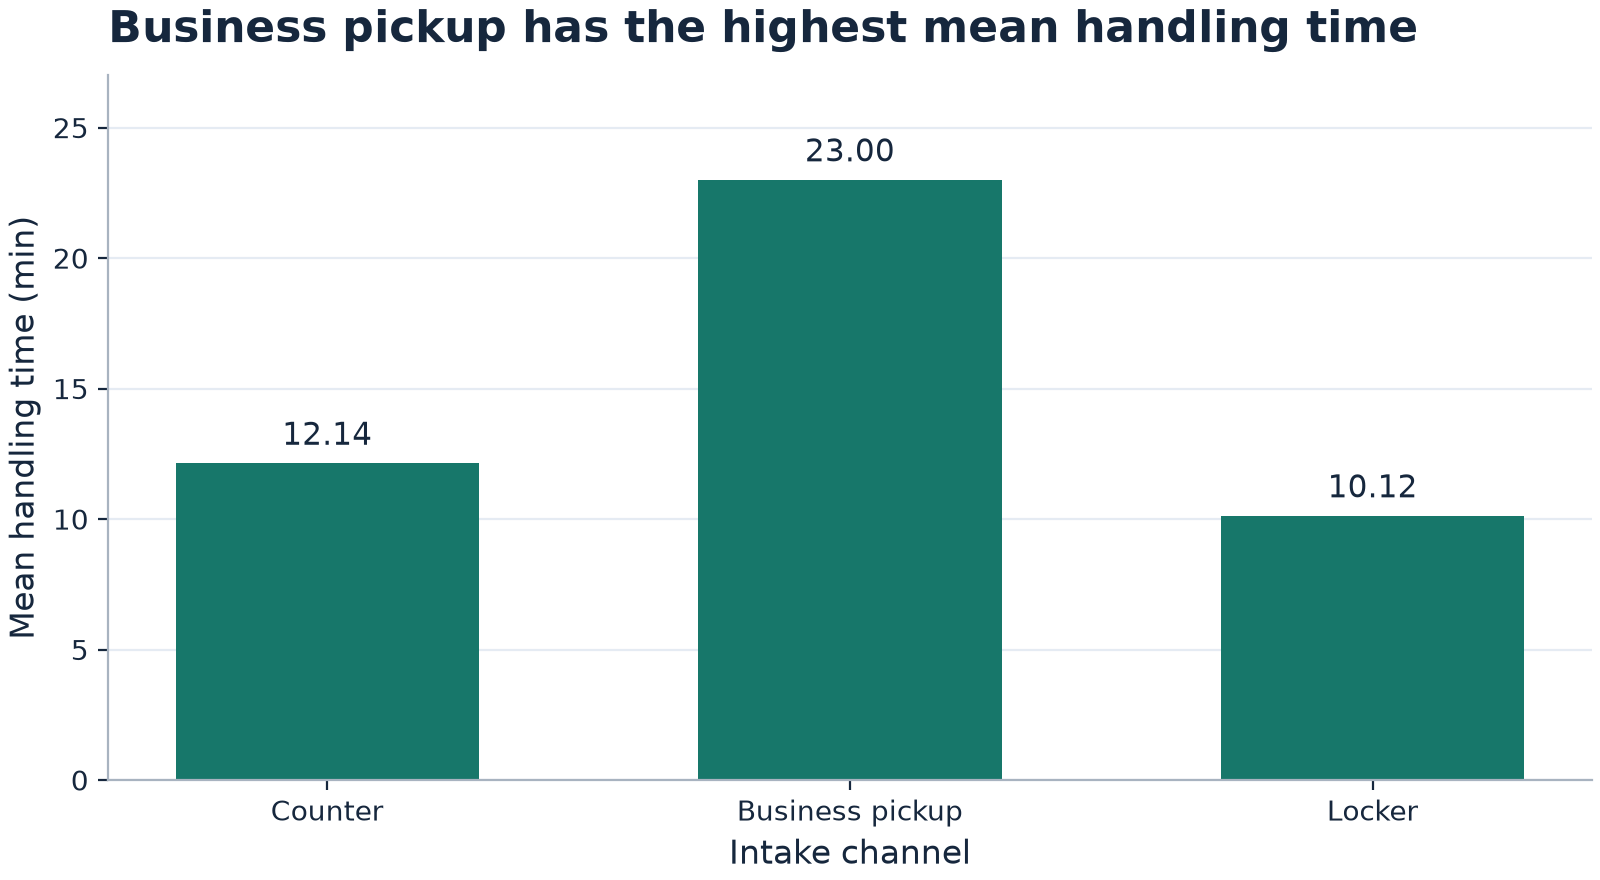 Business pickup has the highest mean handling time
Mean handling time (min)
25
20
15
10
5
0
12.14
23.00
10.12
Counter
Business pickup
Locker
Intake channel